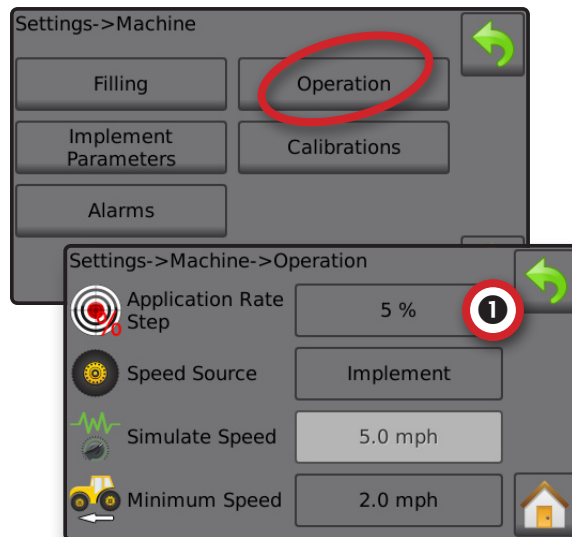 Settings->Machine
Filling
Operation
Implement
Parameters
Calibrations
Alarms
Settings->Machine->Operation
Application Rate
Step
5 %
1
%
Speed Source
Implement
Simulate Speed
5.0 mph
Minimum Speed
2.0 mph